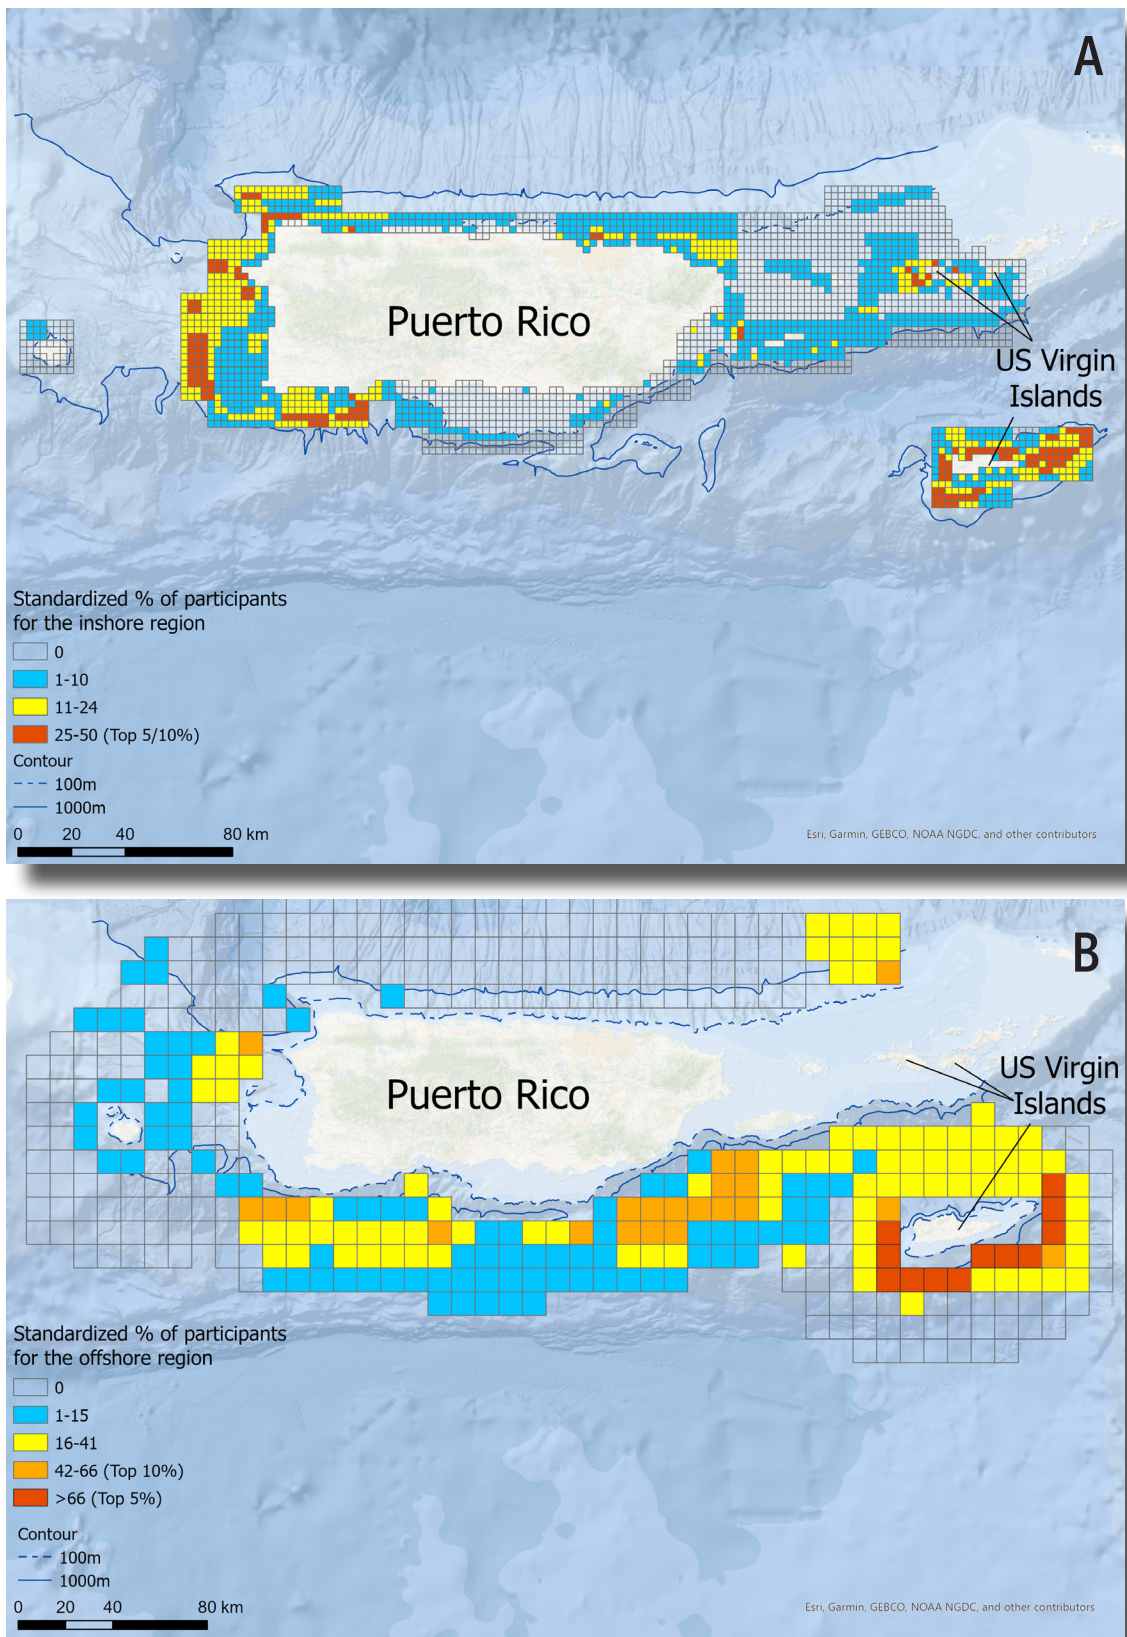 A
Puerto Rico
US Virgin
Islands
Standardized % of participants
for the inshore region
0
1-10
11-24
25-50 (Top 5/10%)
Contour
100m
1000m
0 20 40 80 km
Esri, Garmin, GEBCO, NOAA NGDC, and other contributors
B
US Virgin
Islands
Puerto Rico
Standardized % of participants
for the offshore region
0
1-15
16-41
42-66 (Top 10%)
>66 (Top 5%)
Contour
100m
1000m
0 20 40 80 km
Esri, Garmin, GEBCO, NOAA NGDC, and other contributors